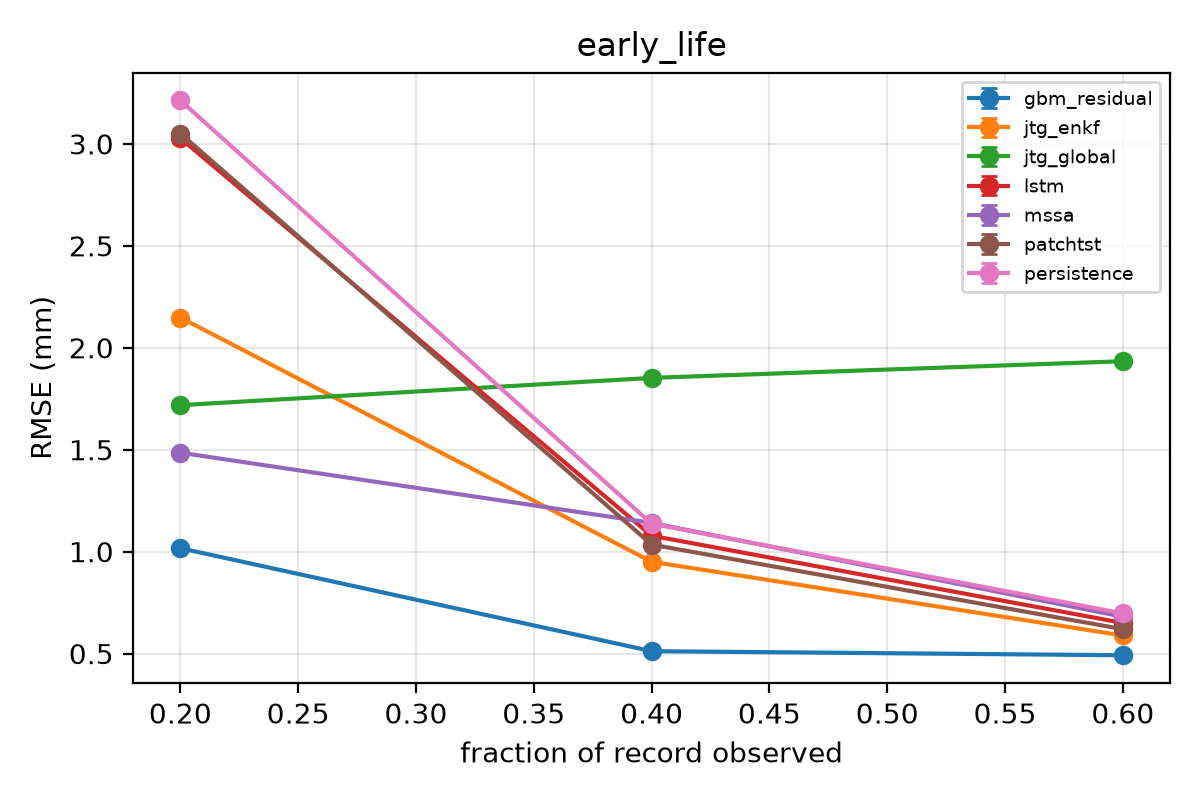 early_life
RMSE (mm)
3.0
2.5
2.0
1.5
1.0
0.5
gbm_residual
jtg_enkf
jtg_global
lstm
mssa
patchtst
persistence
0.20 0.25 0.30 0.35 0.40 0.45 0.50 0.55 0.60
fraction of record observed